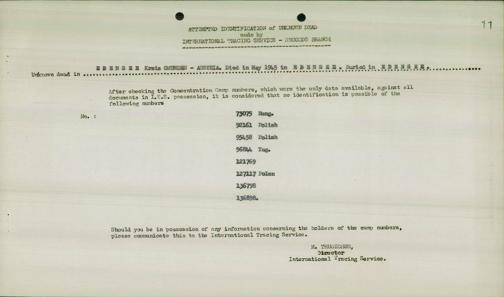 11
ATTEMPTED IDENTIFICATION of UNKNOWN DEAD
made by
INTERNATIONAL TRACING SERVICE - RECORDS BRANCH
Unknown dead in .. E B E N S E E Kreis GMUNDEN - AUSTRIA. Died in May 1945 in E B E N S E E. Buried in E B E N S E E.
After checking the Concentration Camp numbers, which were the only data available, against all
documents in I.T.S. possession, it is considered that no identification is possible of the
following numbers
No. :
73075 Hung.
92161 Polish
95458 Polish
96844 Yug.
121769
127117 Polen
136798
136898.
Should you be in possession of any information concerning the holders of the camp numbers,
please communicate this to the International Tracing Service.
M. THUDICHUM,
Director
International Tracing Service.